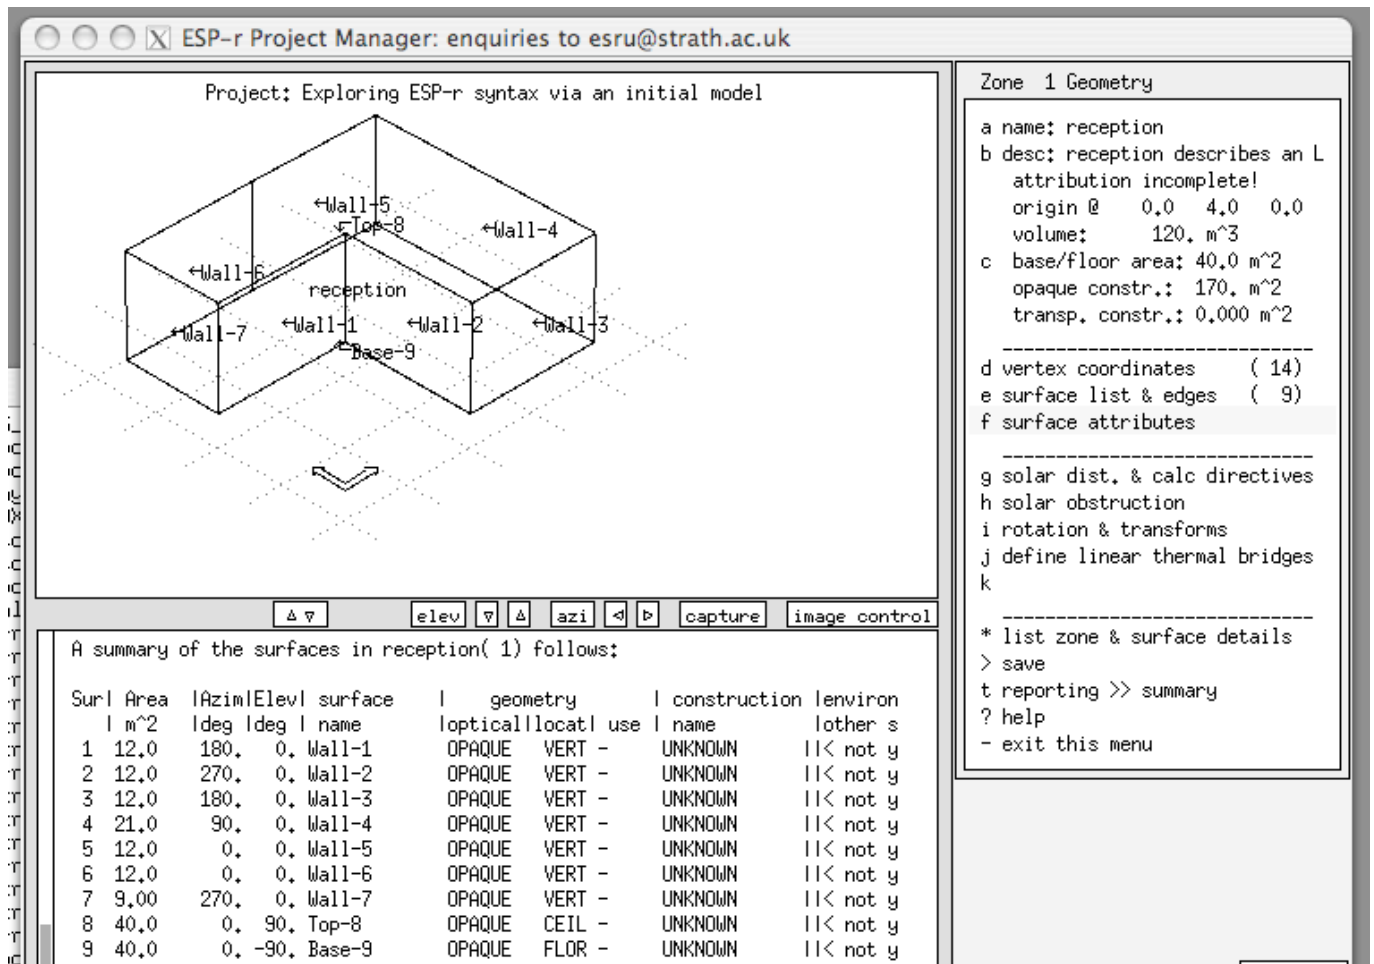 ESP-r Project Manager: enquiries to esru@strath.ac.uk
Project: Exploring ESP-r syntax via an initial model
Wall-5
Top-8
Wall-4
Wall-6
reception
Wall-7
Wall-1
Wall-2
Wall-3
Base-9
elev
azi
capture
image control
A summary of the surfaces in reception( 1) follows:
Sur| Area |Azim|Elev| surface | geometry | construction |environ
| m^2 |deg |deg | name |optical|locat| use | name |other s
1 12.0 180. 0. Wall-1 OPAQUE VERT - UNKNOWN ||< not y
2 12.0 270. 0. Wall-2 OPAQUE VERT - UNKNOWN ||< not y
3 12.0 180. 0. Wall-3 OPAQUE VERT - UNKNOWN ||< not y
4 21.0 90. 0. Wall-4 OPAQUE VERT - UNKNOWN ||< not y
5 12.0 0. 0. Wall-5 OPAQUE VERT - UNKNOWN ||< not y
6 12.0 0. 0. Wall-6 OPAQUE VERT - UNKNOWN ||< not y
7 9.00 270. 0. Wall-7 OPAQUE VERT - UNKNOWN ||< not y
8 40.0 0. 90. Top-8 OPAQUE CEIL - UNKNOWN ||< not y
9 40.0 0. -90. Base-9 OPAQUE FLOR - UNKNOWN ||< not y
Zone 1 Geometry
a name: reception
b desc: reception describes an L
attribution incomplete!
origin @ 0.0 4.0 0.0
volume: 120. m^3
c base/floor area: 40.0 m^2
opaque constr.: 170. m^2
transp. constr.: 0.000 m^2
d vertex coordinates ( 14)
e surface list & edges ( 9)
f surface attributes
g solar dist. & calc directives
h solar obstruction
i rotation & transforms
j define linear thermal bridges
k
* list zone & surface details
> save
t reporting >> summary
? help
- exit this menu